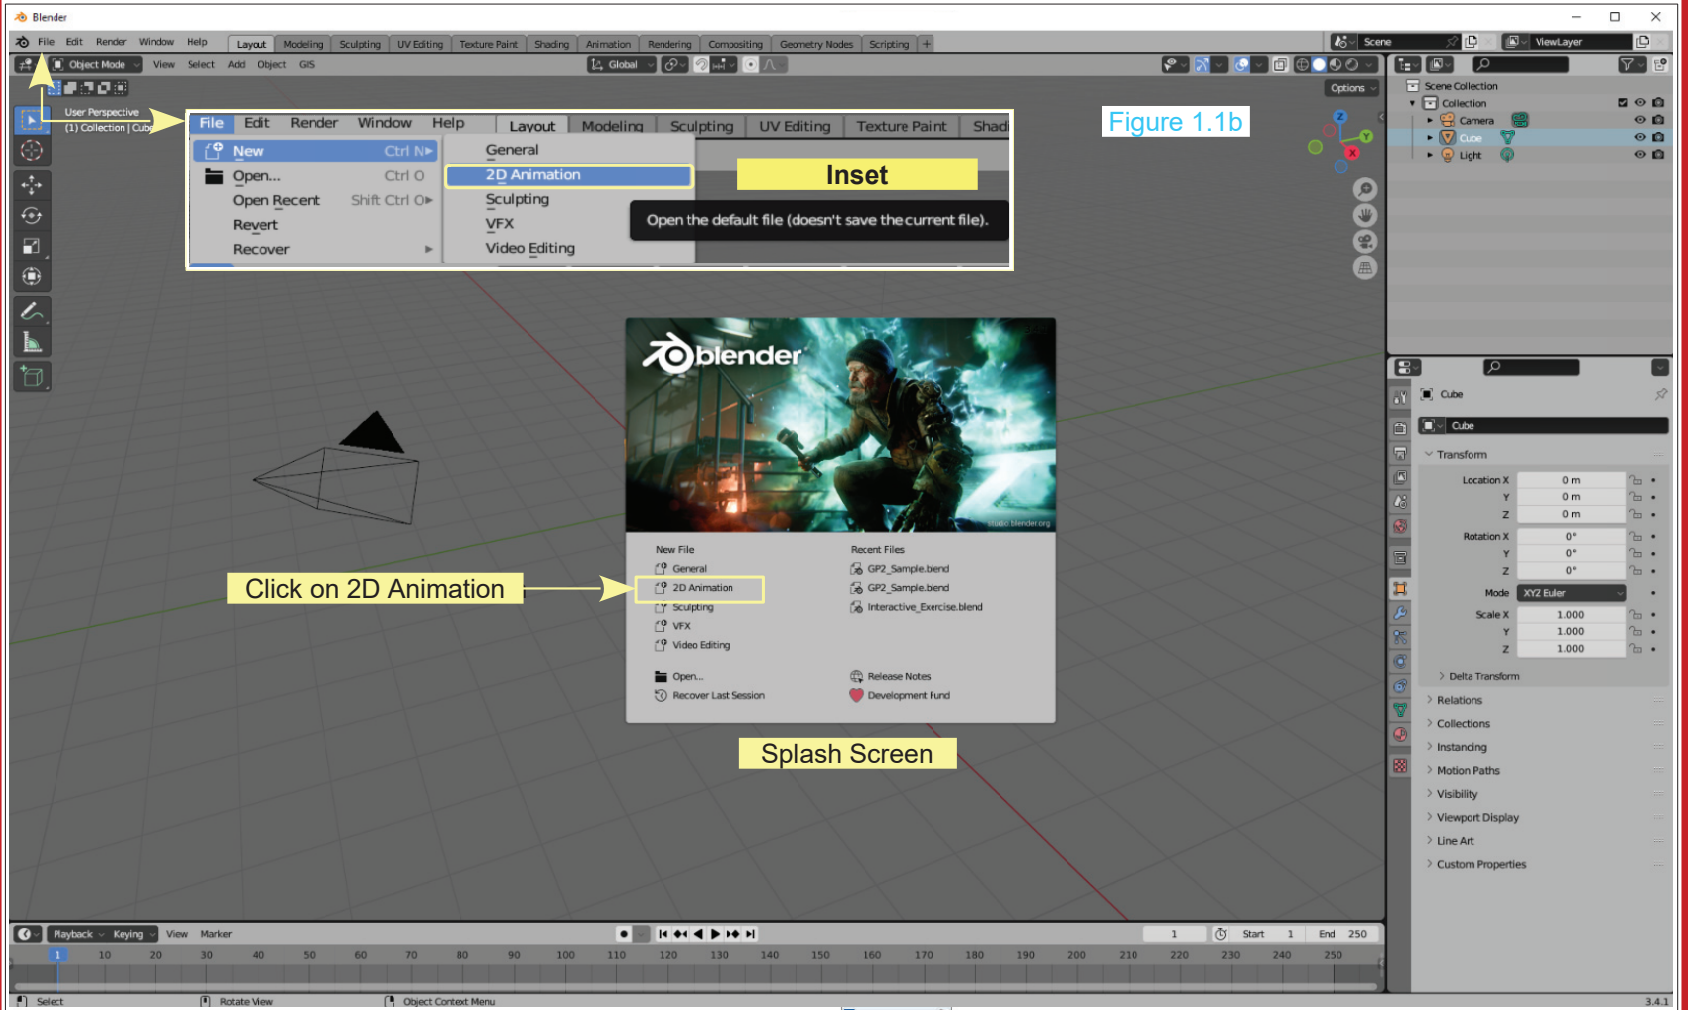 Blender
File Edit Render Window Help Layout Modeling Sculpting UV Editing Texture Paint Shading Animation Rendering Compositing Geometry Nodes Scripting + Scene ViewLayer
Object Mode View Select Add Object GIS Global
Options
User Perspective
(1) Collection | Cube
File Edit Render Window Help Layout Modeling Sculpting UV Editing Texture Paint Shadi
New Ctrl N General
Open... Ctrl O 2D Animation
Open Recent Shift Ctrl O Sculpting
Revert VFX
Recover Video Editing
Inset
Open the default file (doesn't save the current file).
Figure 1.1b
Z
Y
X
Scene Collection
Collection
Camera
Cube
Light
blender
studio.blender.org
New File
General
2D Animation
Sculpting
VFX
Video Editing
Open...
Recover Last Session
Recent Files
GP2_Sample.bend
GP2_Sample.bend
Interactive_Exercise.blend
Release Notes
Development Fund
Click on 2D Animation
Splash Screen
Cube
Cube
Transform
Location X 0 m
Y 0 m
Z 0 m
Rotation X 0°
Y 0°
Z 0°
Mode XYZ Euler
Scale X 1.000
Y 1.000
Z 1.000
Delta Transform
Relations
Collections
Instancing
Motion Paths
Visibility
Viewport Display
Line Art
Custom Properties
Playback Keying View Marker 1 Start 1 End 250
1 10 20 30 40 50 60 70 80 90 100 110 120 130 140 150 160 170 180 190 200 210 220 230 240 250
Select Rotate View Object Context Menu 3.4.1